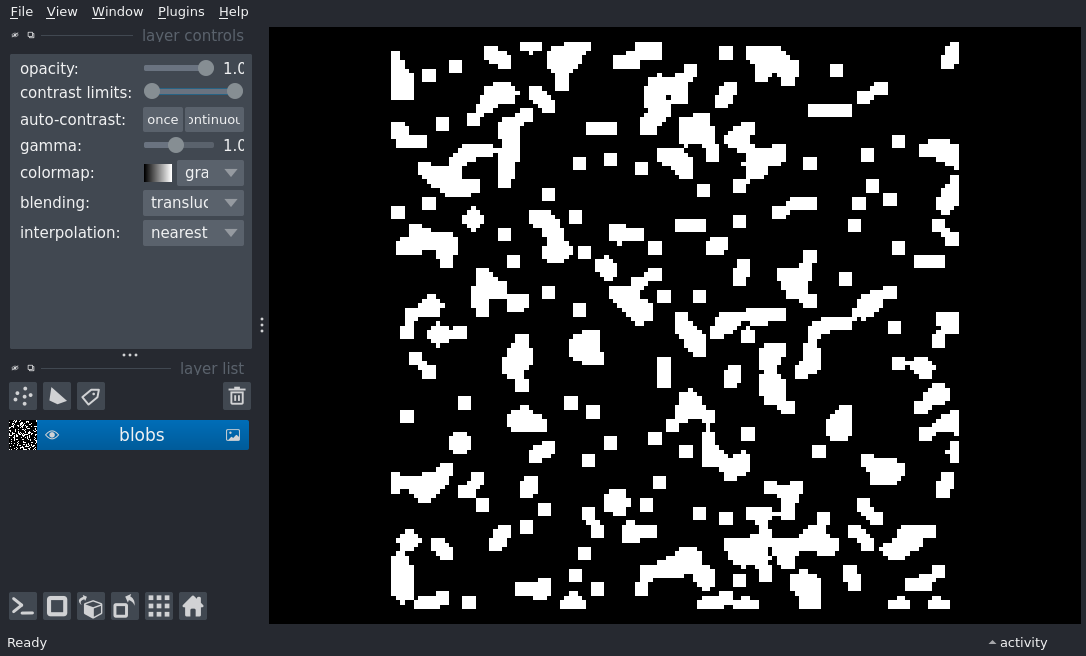 File View Window Plugins Help
layer controls
opacity: 1.0
contrast limits:
auto-contrast: once ontinuou
gamma: 1.0
colormap: gra
blending: transluc
interpolation: nearest
layer list
blobs
Ready
activity